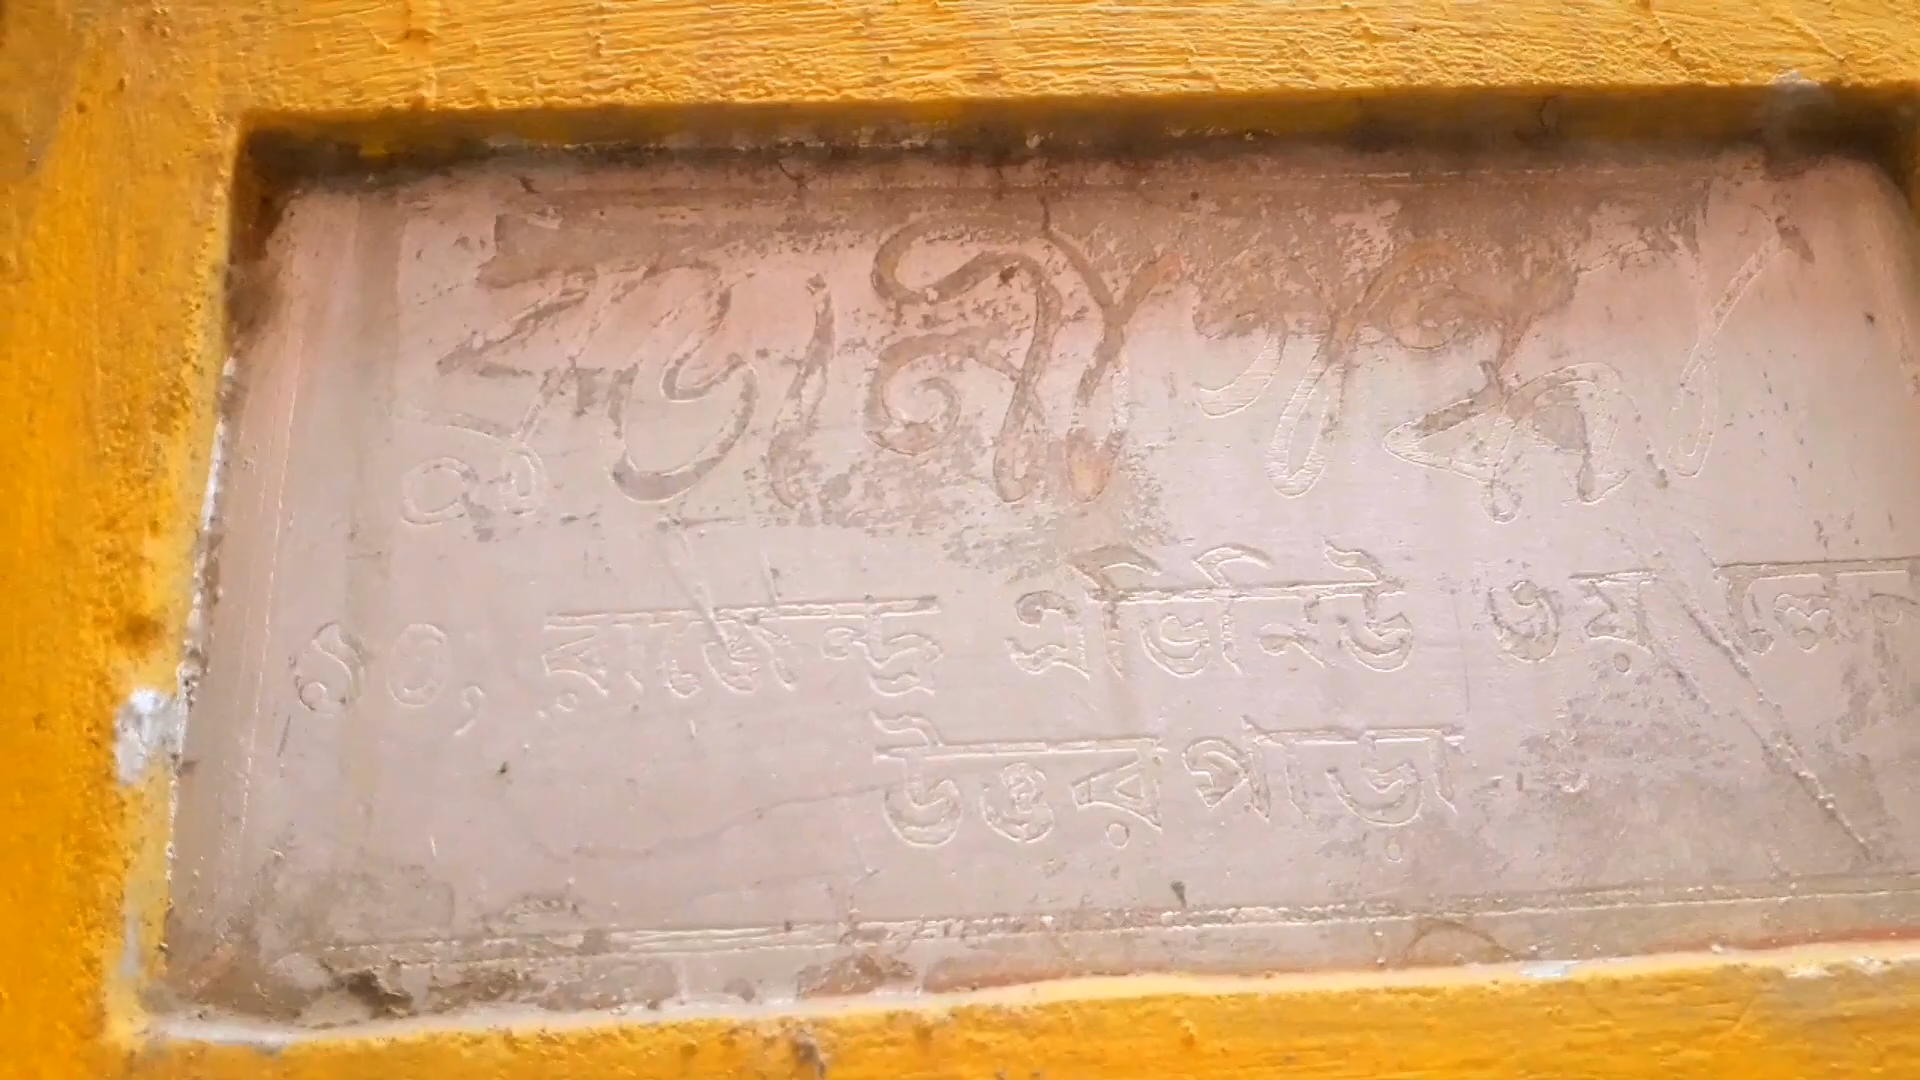 রজনীগন্ধা
১০, রাজেন্দ্র এভিনিউ ৩য় লেন
উত্তরপাড়া